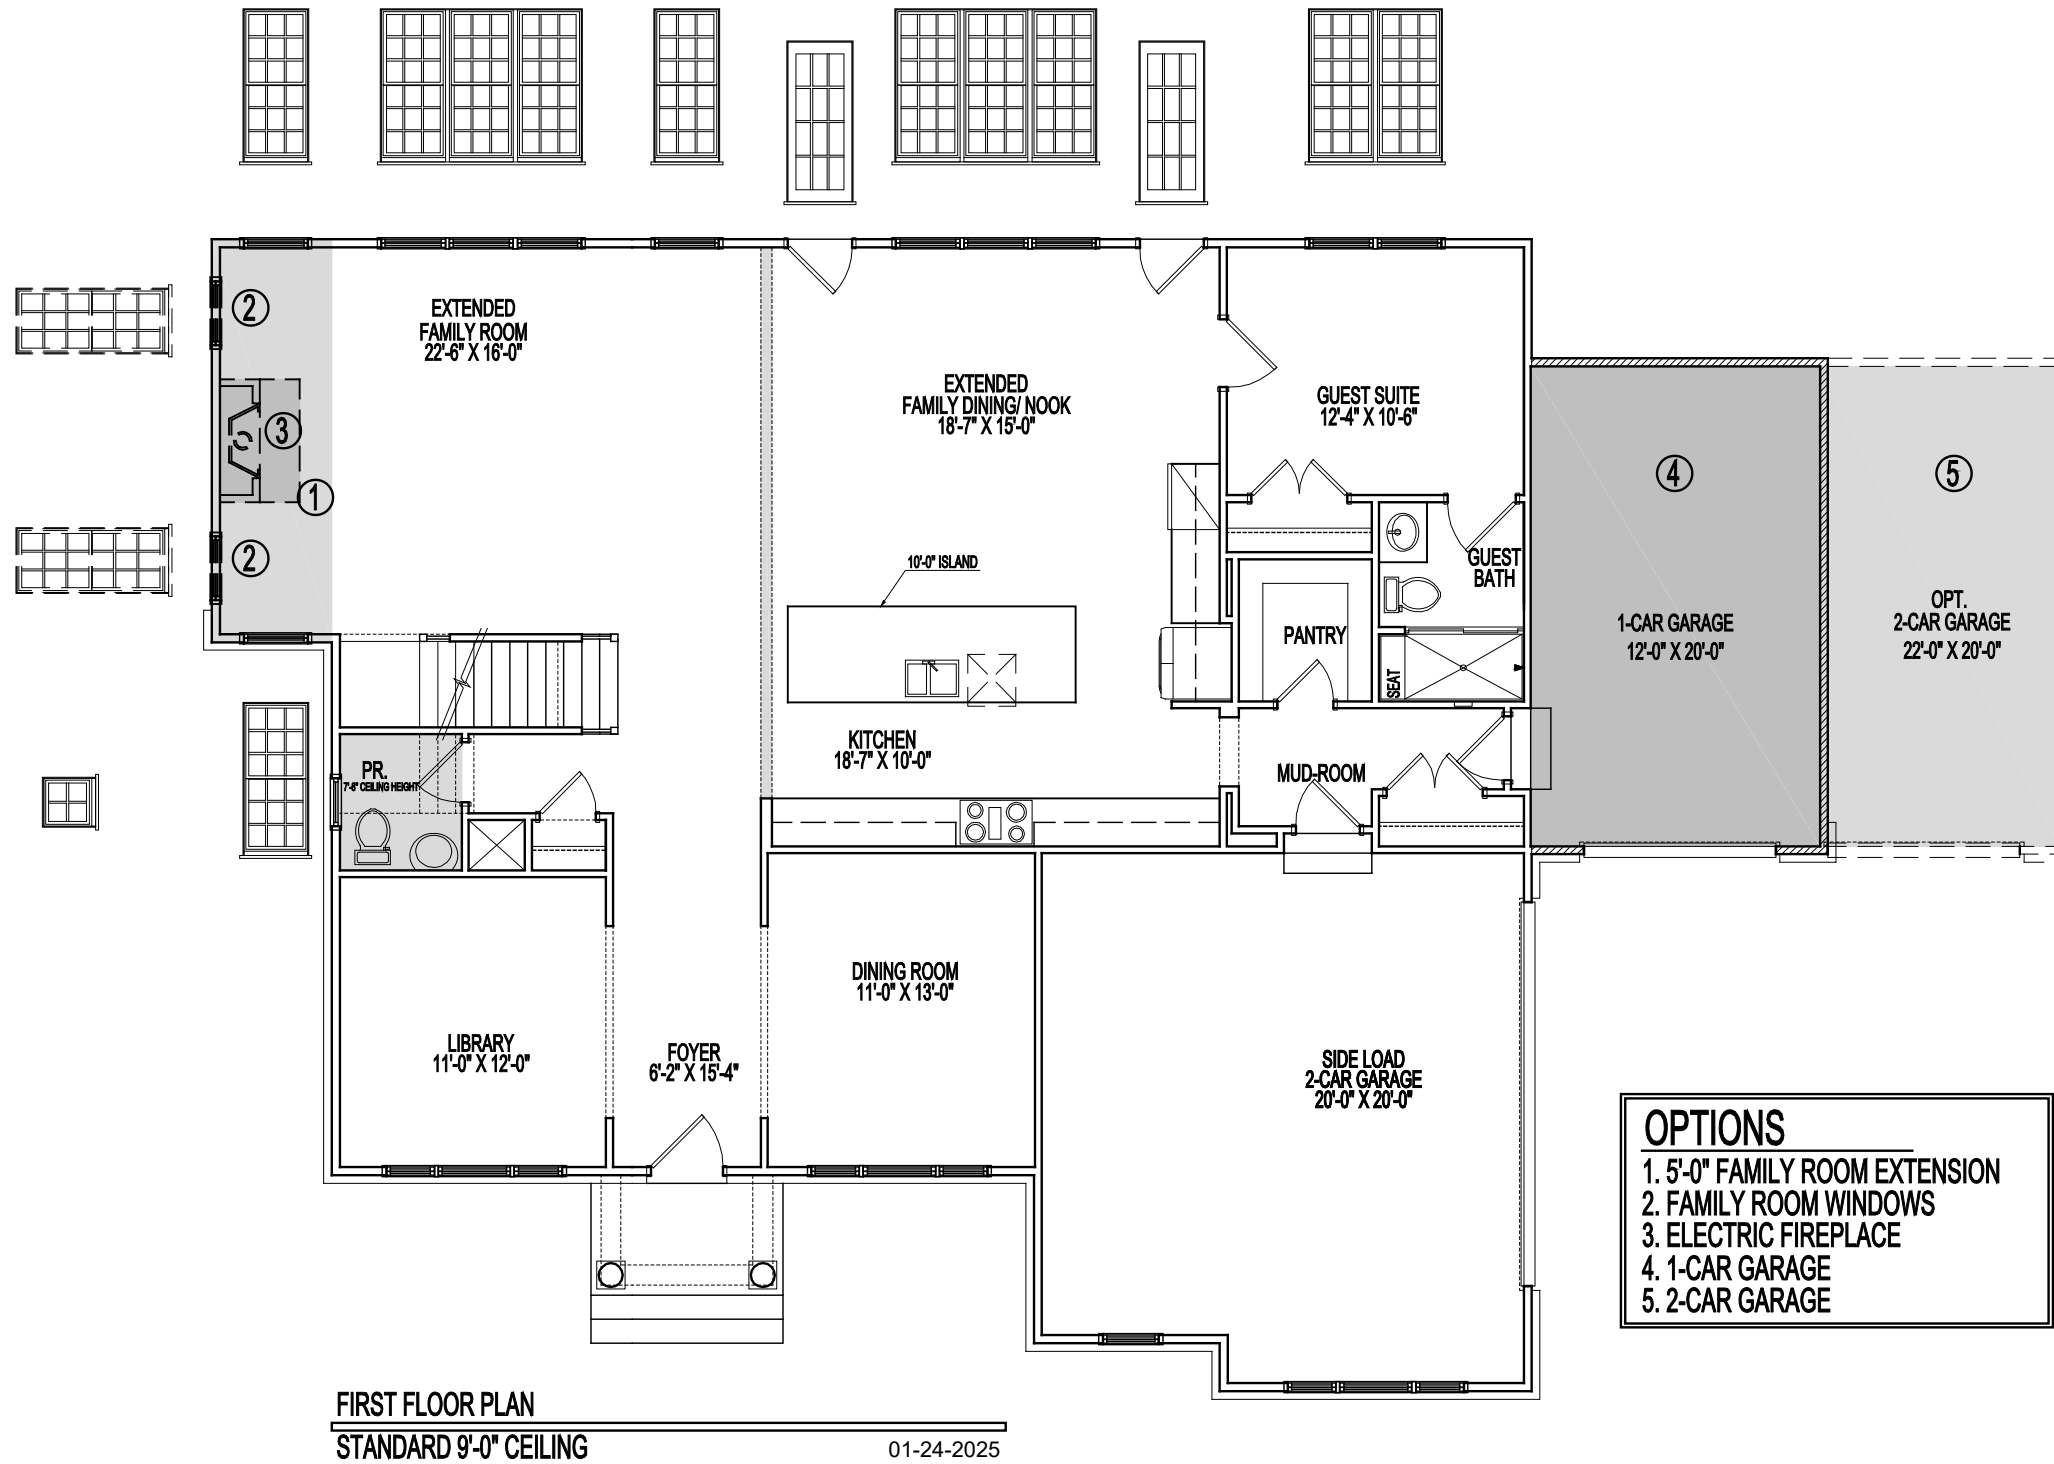 ②
EXTENDED
FAMILY ROOM
22'-6" X 16'-0"
③
①
②
EXTENDED
FAMILY DINING/ NOOK
18'-7" X 15'-0"
GUEST SUITE
12'-4" X 10'-6"
④
⑤
10'-0" ISLAND
GUEST
BATH
PANTRY
SEAT
1-CAR GARAGE
12'-0" X 20'-0"
OPT.
2-CAR GARAGE
22'-0" X 20'-0"
KITCHEN
18'-7" X 10'-0"
MUD-ROOM
PR.
7'-6" CEILING HEIGHT
DINING ROOM
11'-0" X 13'-0"
LIBRARY
11'-0" X 12'-0"
FOYER
6'-2" X 15'-4"
SIDE LOAD
2-CAR GARAGE
20'-0" X 20'-0"
OPTIONS
1. 5'-0" FAMILY ROOM EXTENSION
2. FAMILY ROOM WINDOWS
3. ELECTRIC FIREPLACE
4. 1-CAR GARAGE
5. 2-CAR GARAGE
FIRST FLOOR PLAN
STANDARD 9'-0" CEILING
01-24-2025